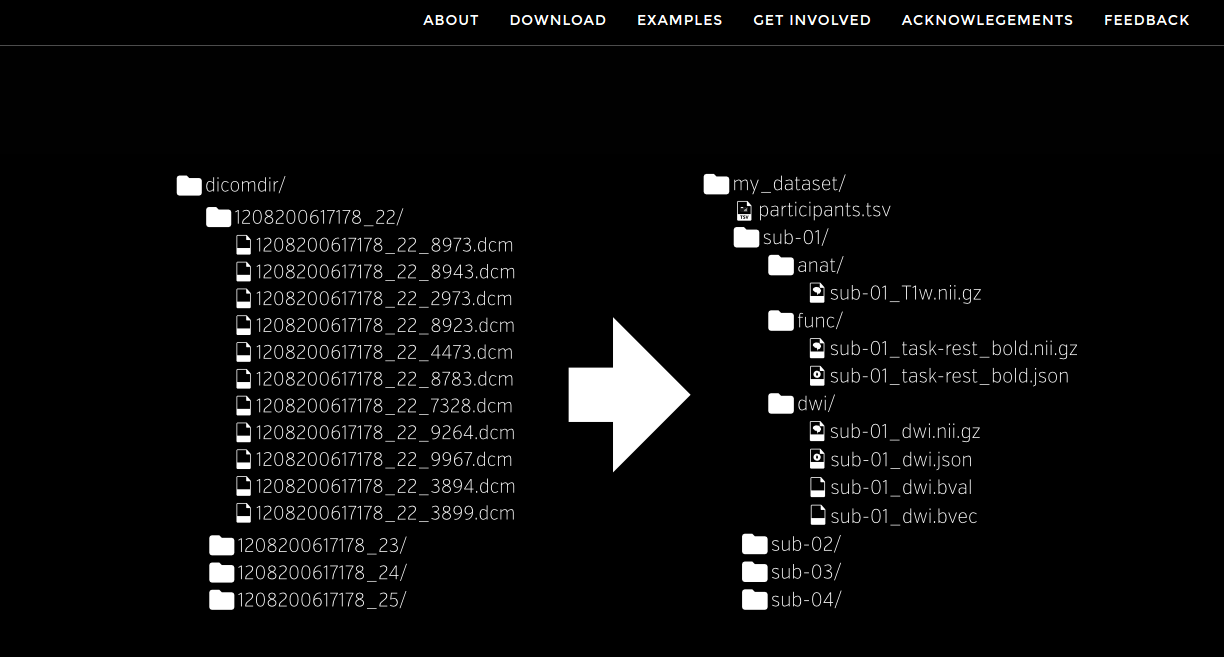 ABOUT DOWNLOAD EXAMPLES GET INVOLVED ACKNOWLEGEMENTS FEEDBACK
dicomdir/
1208200617178_22/
1208200617178_22_8973.dcm
1208200617178_22_8943.dcm
1208200617178_22_2973.dcm
1208200617178_22_8923.dcm
1208200617178_22_4473.dcm
1208200617178_22_8783.dcm
1208200617178_22_7328.dcm
1208200617178_22_9264.dcm
1208200617178_22_9967.dcm
1208200617178_22_3894.dcm
1208200617178_22_3899.dcm
1208200617178_23/
1208200617178_24/
1208200617178_25/
my_dataset/
TSV
participants.tsv
sub-01/
anat/
sub-01_T1w.nii.gz
func/
sub-01_task-rest_bold.nii.gz
sub-01_task-rest_bold.json
dwi/
sub-01_dwi.nii.gz
sub-01_dwi.json
sub-01_dwi.bval
sub-01_dwi.bvec
sub-02/
sub-03/
sub-04/